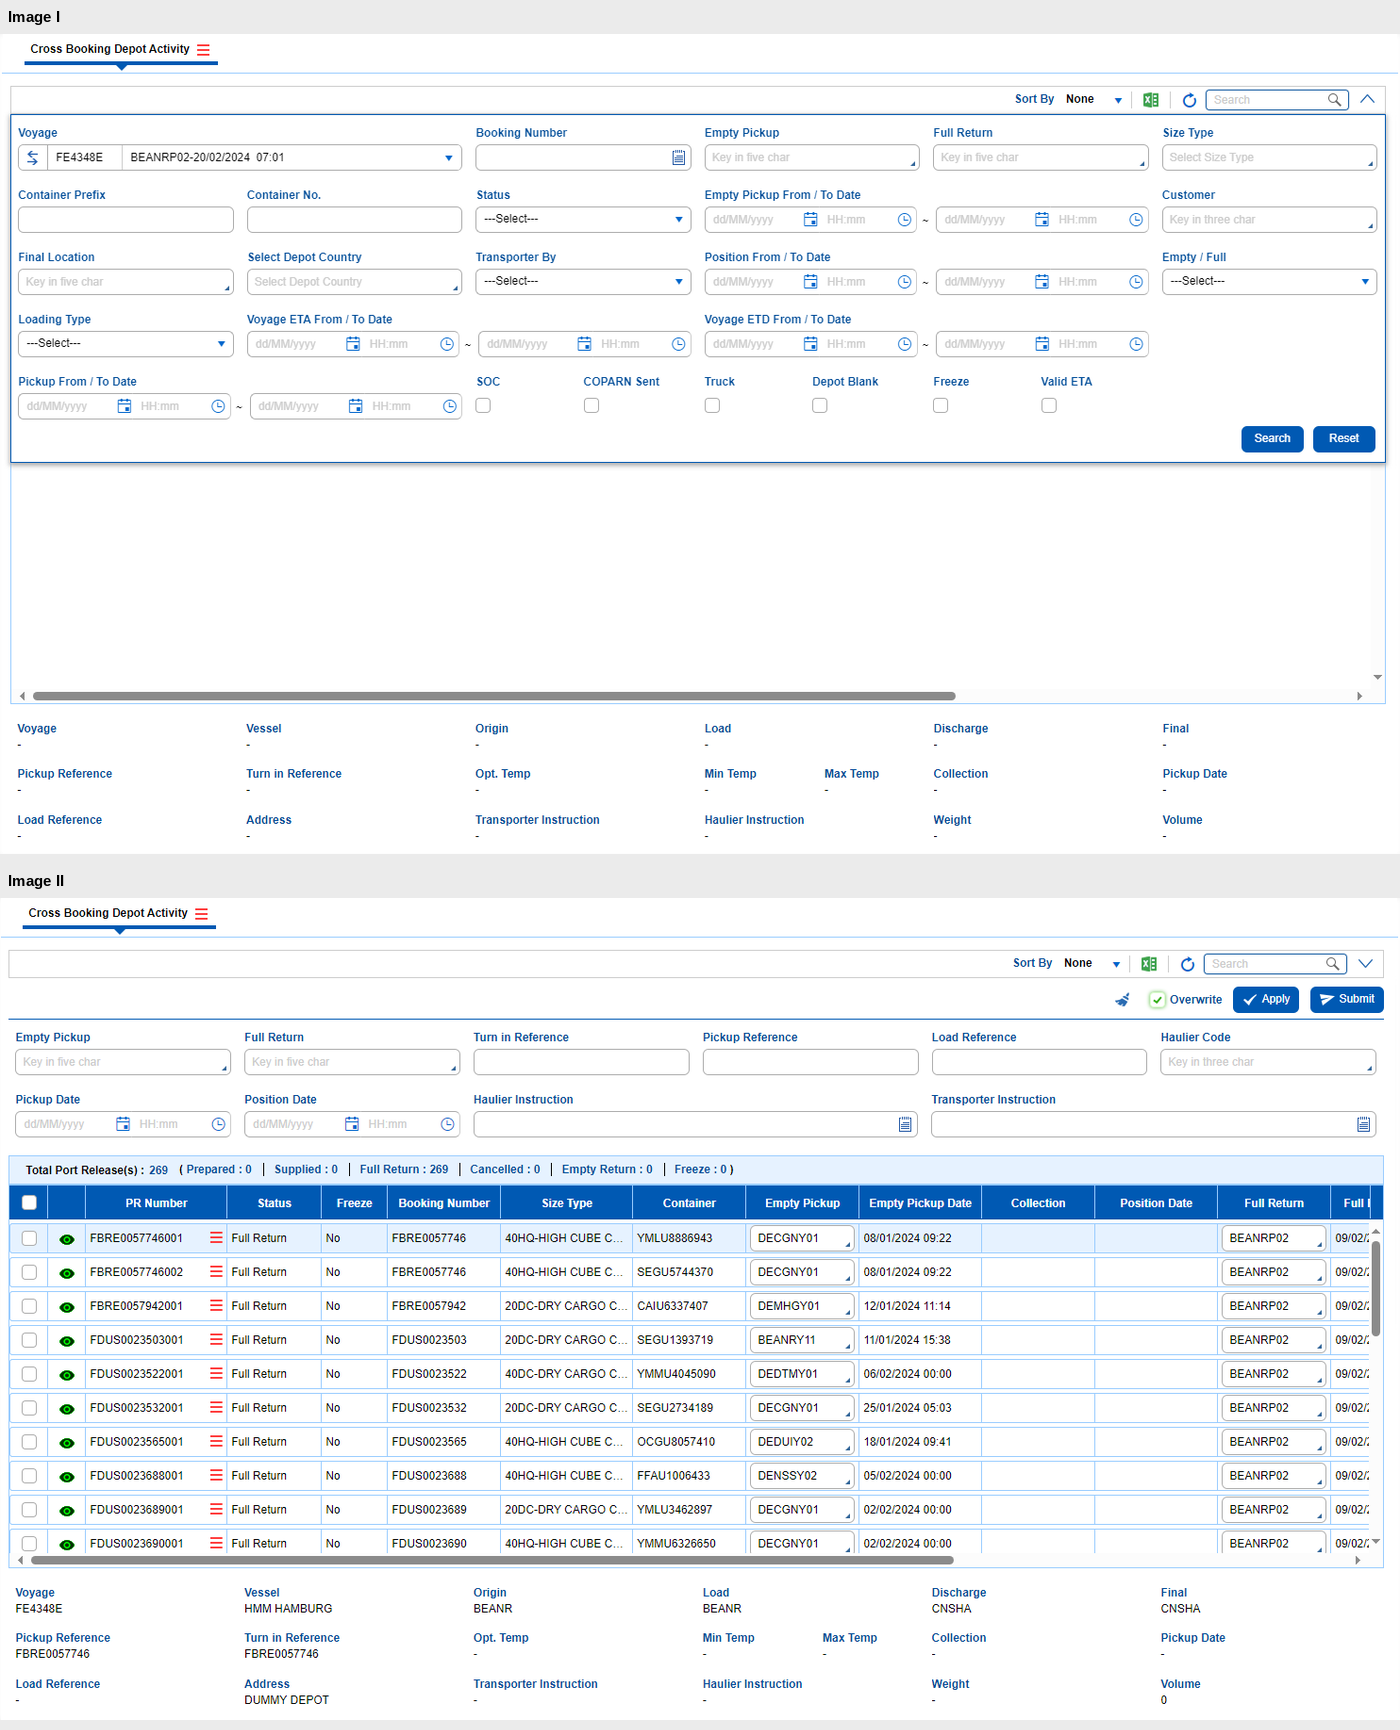 Image I
Cross Booking Depot Activity
Sort By None Search
Voyage Booking Number Empty Pickup Full Return Size Type
FE4348E BEANRP02-20/02/2024 07:01 Key in five char Key in five char Select Size Type
Container Prefix Container No. Status Empty Pickup From / To Date Customer
---Select--- dd/MM/yyyy HH:mm ~ dd/MM/yyyy HH:mm Key in three char
Final Location Select Depot Country Transporter By Position From / To Date Empty / Full
Key in five char Select Depot Country ---Select--- dd/MM/yyyy HH:mm ~ dd/MM/yyyy HH:mm ---Select---
Loading Type Voyage ETA From / To Date Voyage ETD From / To Date
---Select--- dd/MM/yyyy HH:mm ~ dd/MM/yyyy HH:mm dd/MM/yyyy HH:mm ~ dd/MM/yyyy HH:mm
Pickup From / To Date SOC COPARN Sent Truck Depot Blank Freeze Valid ETA
dd/MM/yyyy HH:mm ~ dd/MM/yyyy HH:mm
Search Reset
Voyage Vessel Origin Load Discharge Final
- - - - - -
Pickup Reference Turn in Reference Opt. Temp Min Temp Max Temp Collection Pickup Date
- - - - - - -
Load Reference Address Transporter Instruction Haulier Instruction Weight Volume
- - - - - -
Image II
Cross Booking Depot Activity
Sort By None Search
Overwrite Apply Submit
Empty Pickup Full Return Turn in Reference Pickup Reference Load Reference Haulier Code
Key in five char Key in five char Key in three char
Pickup Date Position Date Haulier Instruction Transporter Instruction
dd/MM/yyyy HH:mm dd/MM/yyyy HH:mm
Total Port Release(s) : 269 ( Prepared : 0 | Supplied : 0 | Full Return : 269 | Cancelled : 0 | Empty Return : 0 | Freeze : 0 )
PR Number Status Freeze Booking Number Size Type Container Empty Pickup Empty Pickup Date Collection Position Date Full Return Full
FBRE0057746001 Full Return No FBRE0057746 40HQ-HIGH CUBE C... YMLU8886943 DECGNY01 08/01/2024 09:22 BEANRP02 09/02/
FBRE0057746002 Full Return No FBRE0057746 40HQ-HIGH CUBE C... SEGU5744370 DECGNY01 08/01/2024 09:22 BEANRP02 09/02/
FBRE0057942001 Full Return No FBRE0057942 20DC-DRY CARGO C... CAIU6337407 DEMHGY01 12/01/2024 11:14 BEANRP02 09/02/
FDUS0023503001 Full Return No FDUS0023503 20DC-DRY CARGO C... SEGU1393719 BEANRY11 11/01/2024 15:38 BEANRP02 09/02/
FDUS0023522001 Full Return No FDUS0023522 40DC-DRY CARGO C... YMMU4045090 DEDTMY01 06/02/2024 00:00 BEANRP02 09/02/
FDUS0023532001 Full Return No FDUS0023532 20DC-DRY CARGO C... SEGU2734189 DECGNY01 25/01/2024 05:03 BEANRP02 09/02/
FDUS0023565001 Full Return No FDUS0023565 40HQ-HIGH CUBE C... OCGU8057410 DEDUIY02 18/01/2024 09:41 BEANRP02 09/02/
FDUS0023688001 Full Return No FDUS0023688 40HQ-HIGH CUBE C... FFAU1006433 DENSSY02 05/02/2024 00:00 BEANRP02 09/02/
FDUS0023689001 Full Return No FDUS0023689 20DC-DRY CARGO C... YMLU3462897 DECGNY01 02/02/2024 00:00 BEANRP02 09/02/
FDUS0023690001 Full Return No FDUS0023690 40HQ-HIGH CUBE C... YMMU6326650 DECGNY01 02/02/2024 00:00 BEANRP02 09/02/
Voyage Vessel Origin Load Discharge Final
FE4348E HMM HAMBURG BEANR BEANR CNSHA CNSHA
Pickup Reference Turn in Reference Opt. Temp Min Temp Max Temp Collection Pickup Date
FBRE0057746 FBRE0057746 - - - - -
Load Reference Address Transporter Instruction Haulier Instruction Weight Volume
- DUMMY DEPOT - - - 0